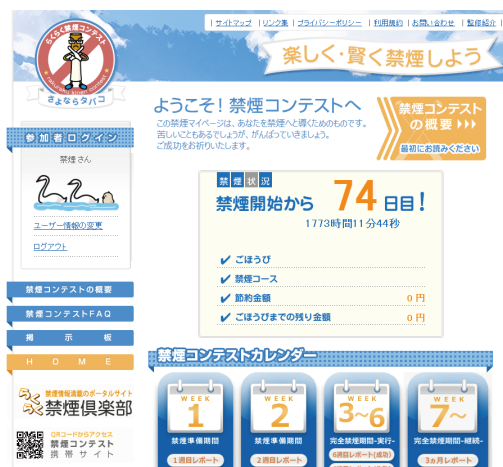 サイトマップ | リンク集 | プライバシーポリシー | 利用規約 | お問い合わせ | 監修紹介
らくらく禁煙コンテスト
rakuraku kinen contest
さよならタバコ
楽しく・賢く禁煙しよう
ようこそ!禁煙コンテストへ
この禁煙マイページは、あなたを禁煙へと導くためのものです。
苦しいこともあるでしょうが、がんばっていきましょう。
ご成功をお祈りいたします。
禁煙コンテスト
の概要
最初にお読みください
参加者ログイン
禁煙さん
ユーザー情報の変更
ログアウト
禁煙状況
禁煙開始から 74 日目!
1773時間11分44秒
ごほうび
禁煙コース
節約金額 0 円
ごほうびまでの残り金額 0 円
禁煙コンテストの概要
禁煙コンテストFAQ
掲示板
HOME
禁煙情報満載のポータルサイト
らくらく禁煙倶楽部
QRコードからアクセス
禁煙コンテスト
携帯サイト
禁煙コンテストカレンダー
WEEK
1
禁煙準備期間
1週目レポート
WEEK
2
禁煙準備期間
2週目レポート
WEEK
3~6
完全禁煙期間-実行-
6週目レポート(成功)
WEEK
7~
完全禁煙期間-継続-
3ヵ月レポート